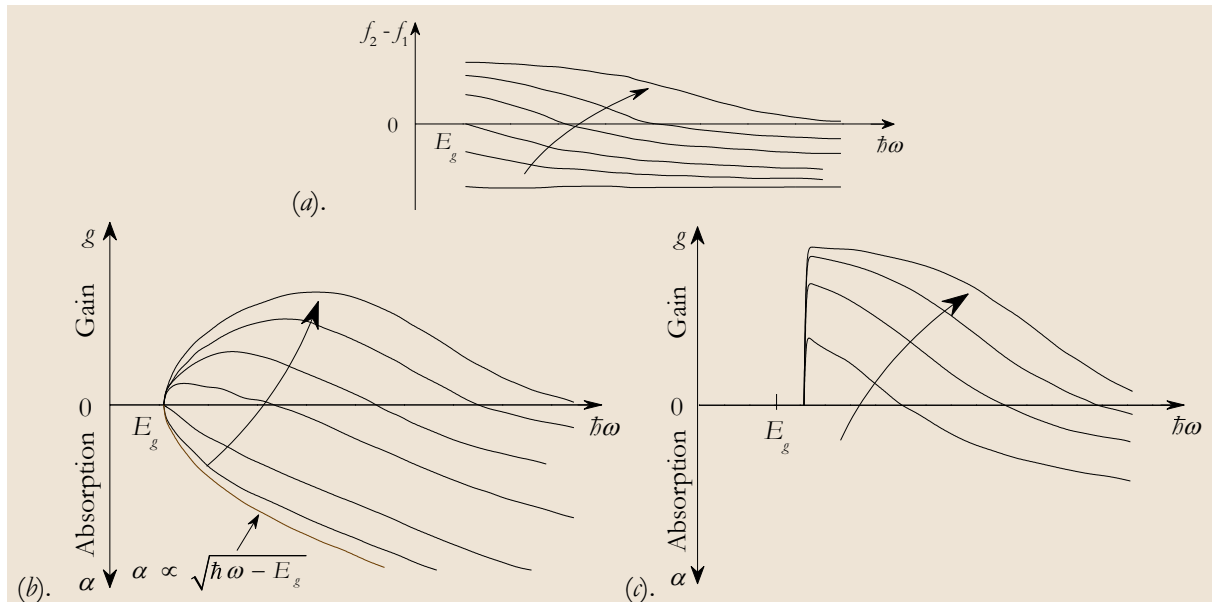 f₂ - f₁
0
E_g
ħω
(a).
g
Gain
0
E_g
ħω
Absorption
α
α ∝ √(ħω − E_g)
(b).
g
Gain
0
E_g
ħω
Absorption
α
(c).